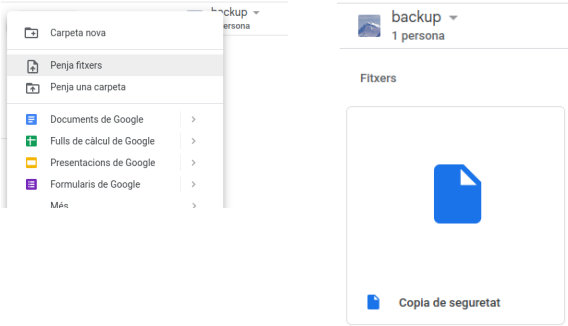 backup
persona
Carpeta nova
Penja fitxers
Penja una carpeta
Documents de Google
Fulls de càlcul de Google
Presentacions de Google
Formularis de Google
Més
backup
1 persona
Fitxers
Copia de seguretat